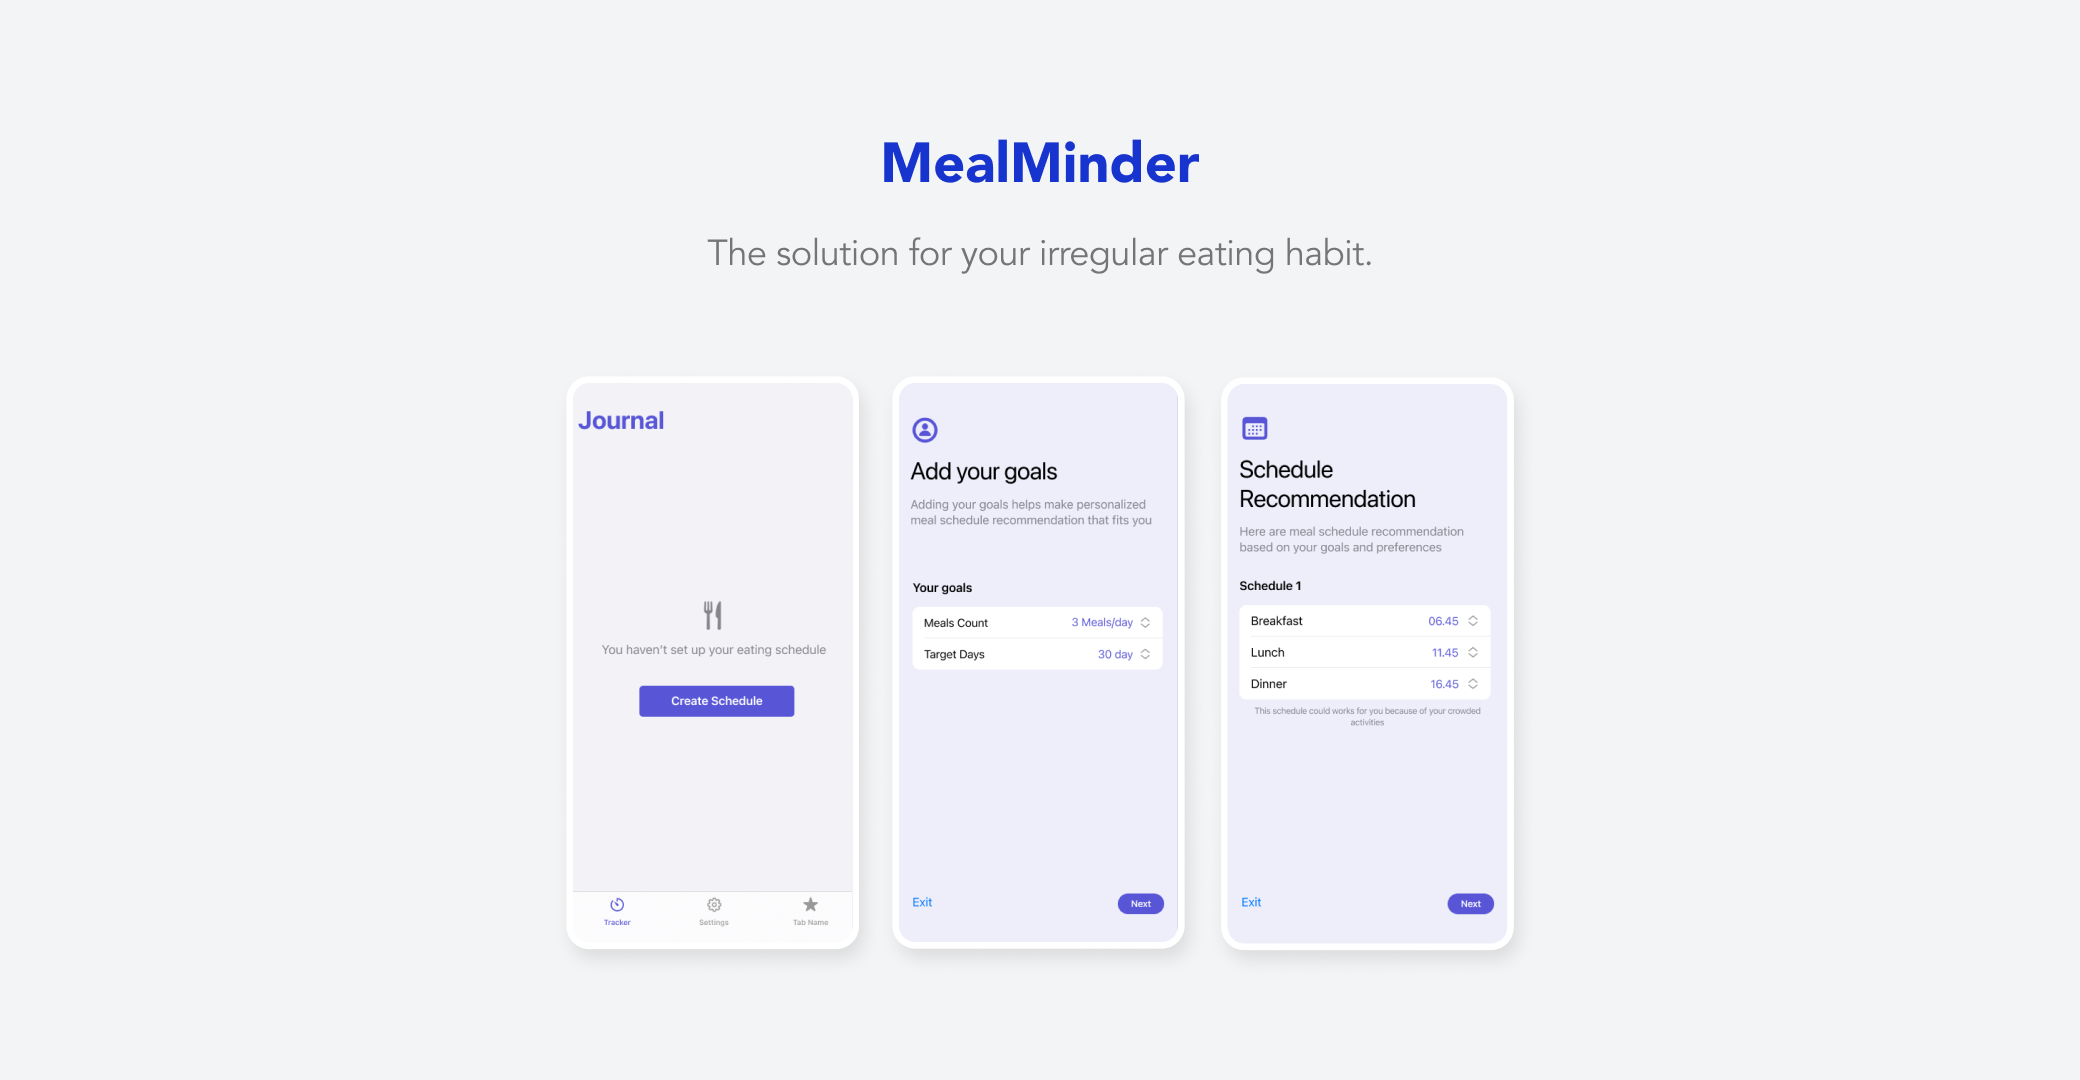 MealMinder
The solution for your irregular eating habit.
Journal
You haven't set up your eating schedule
Create Schedule
Tracker
Settings
Tab Name
Add your goals
Adding your goals helps make personalized
meal schedule recommendation that fits you
Your goals
Meals Count 3 Meals/day
Target Days 30 day
Exit
Next
Schedule
Recommendation
Here are meal schedule recommendation
based on your goals and preferences
Schedule 1
Breakfast 06.45
Lunch 11.45
Dinner 16.45
This schedule could works for you because of your crowded
activities
Exit
Next